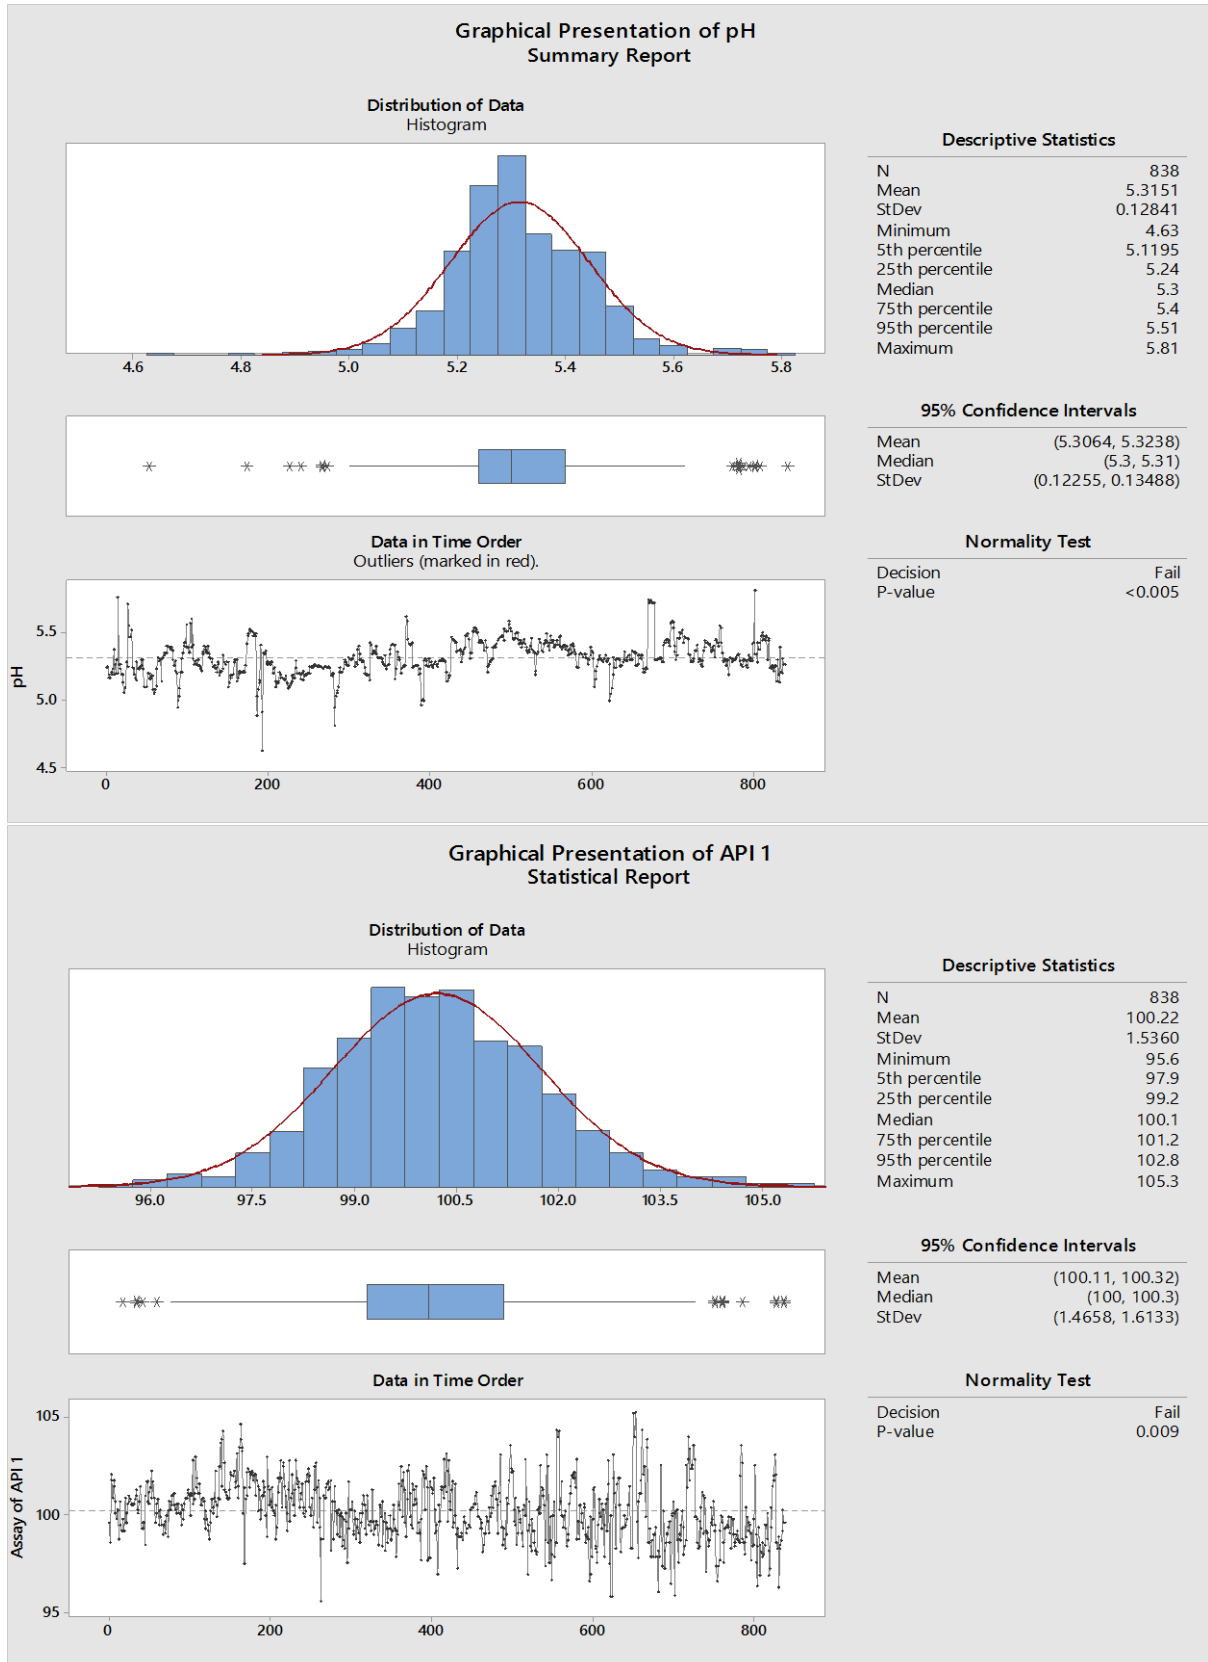 Graphical Presentation of pH
Summary Report
Distribution of Data
Histogram
4.6 4.8 5.0 5.2 5.4 5.6 5.8
Descriptive Statistics
N 838
Mean 5.3151
StDev 0.12841
Minimum 4.63
5th percentile 5.1195
25th percentile 5.24
Median 5.3
75th percentile 5.4
95th percentile 5.51
Maximum 5.81
95% Confidence Intervals
Mean (5.3064, 5.3238)
Median (5.3, 5.31)
StDev (0.12255, 0.13488)
Data in Time Order
Outliers (marked in red).
pH
5.5
5.0
4.5
0 200 400 600 800
Normality Test
Decision Fail
P-value <0.005
Graphical Presentation of API 1
Statistical Report
Distribution of Data
Histogram
96.0 97.5 99.0 100.5 102.0 103.5 105.0
Descriptive Statistics
N 838
Mean 100.22
StDev 1.5360
Minimum 95.6
5th percentile 97.9
25th percentile 99.2
Median 100.1
75th percentile 101.2
95th percentile 102.8
Maximum 105.3
95% Confidence Intervals
Mean (100.11, 100.32)
Median (100, 100.3)
StDev (1.4658, 1.6133)
Data in Time Order
Assay of API 1
105
100
95
0 200 400 600 800
Normality Test
Decision Fail
P-value 0.009